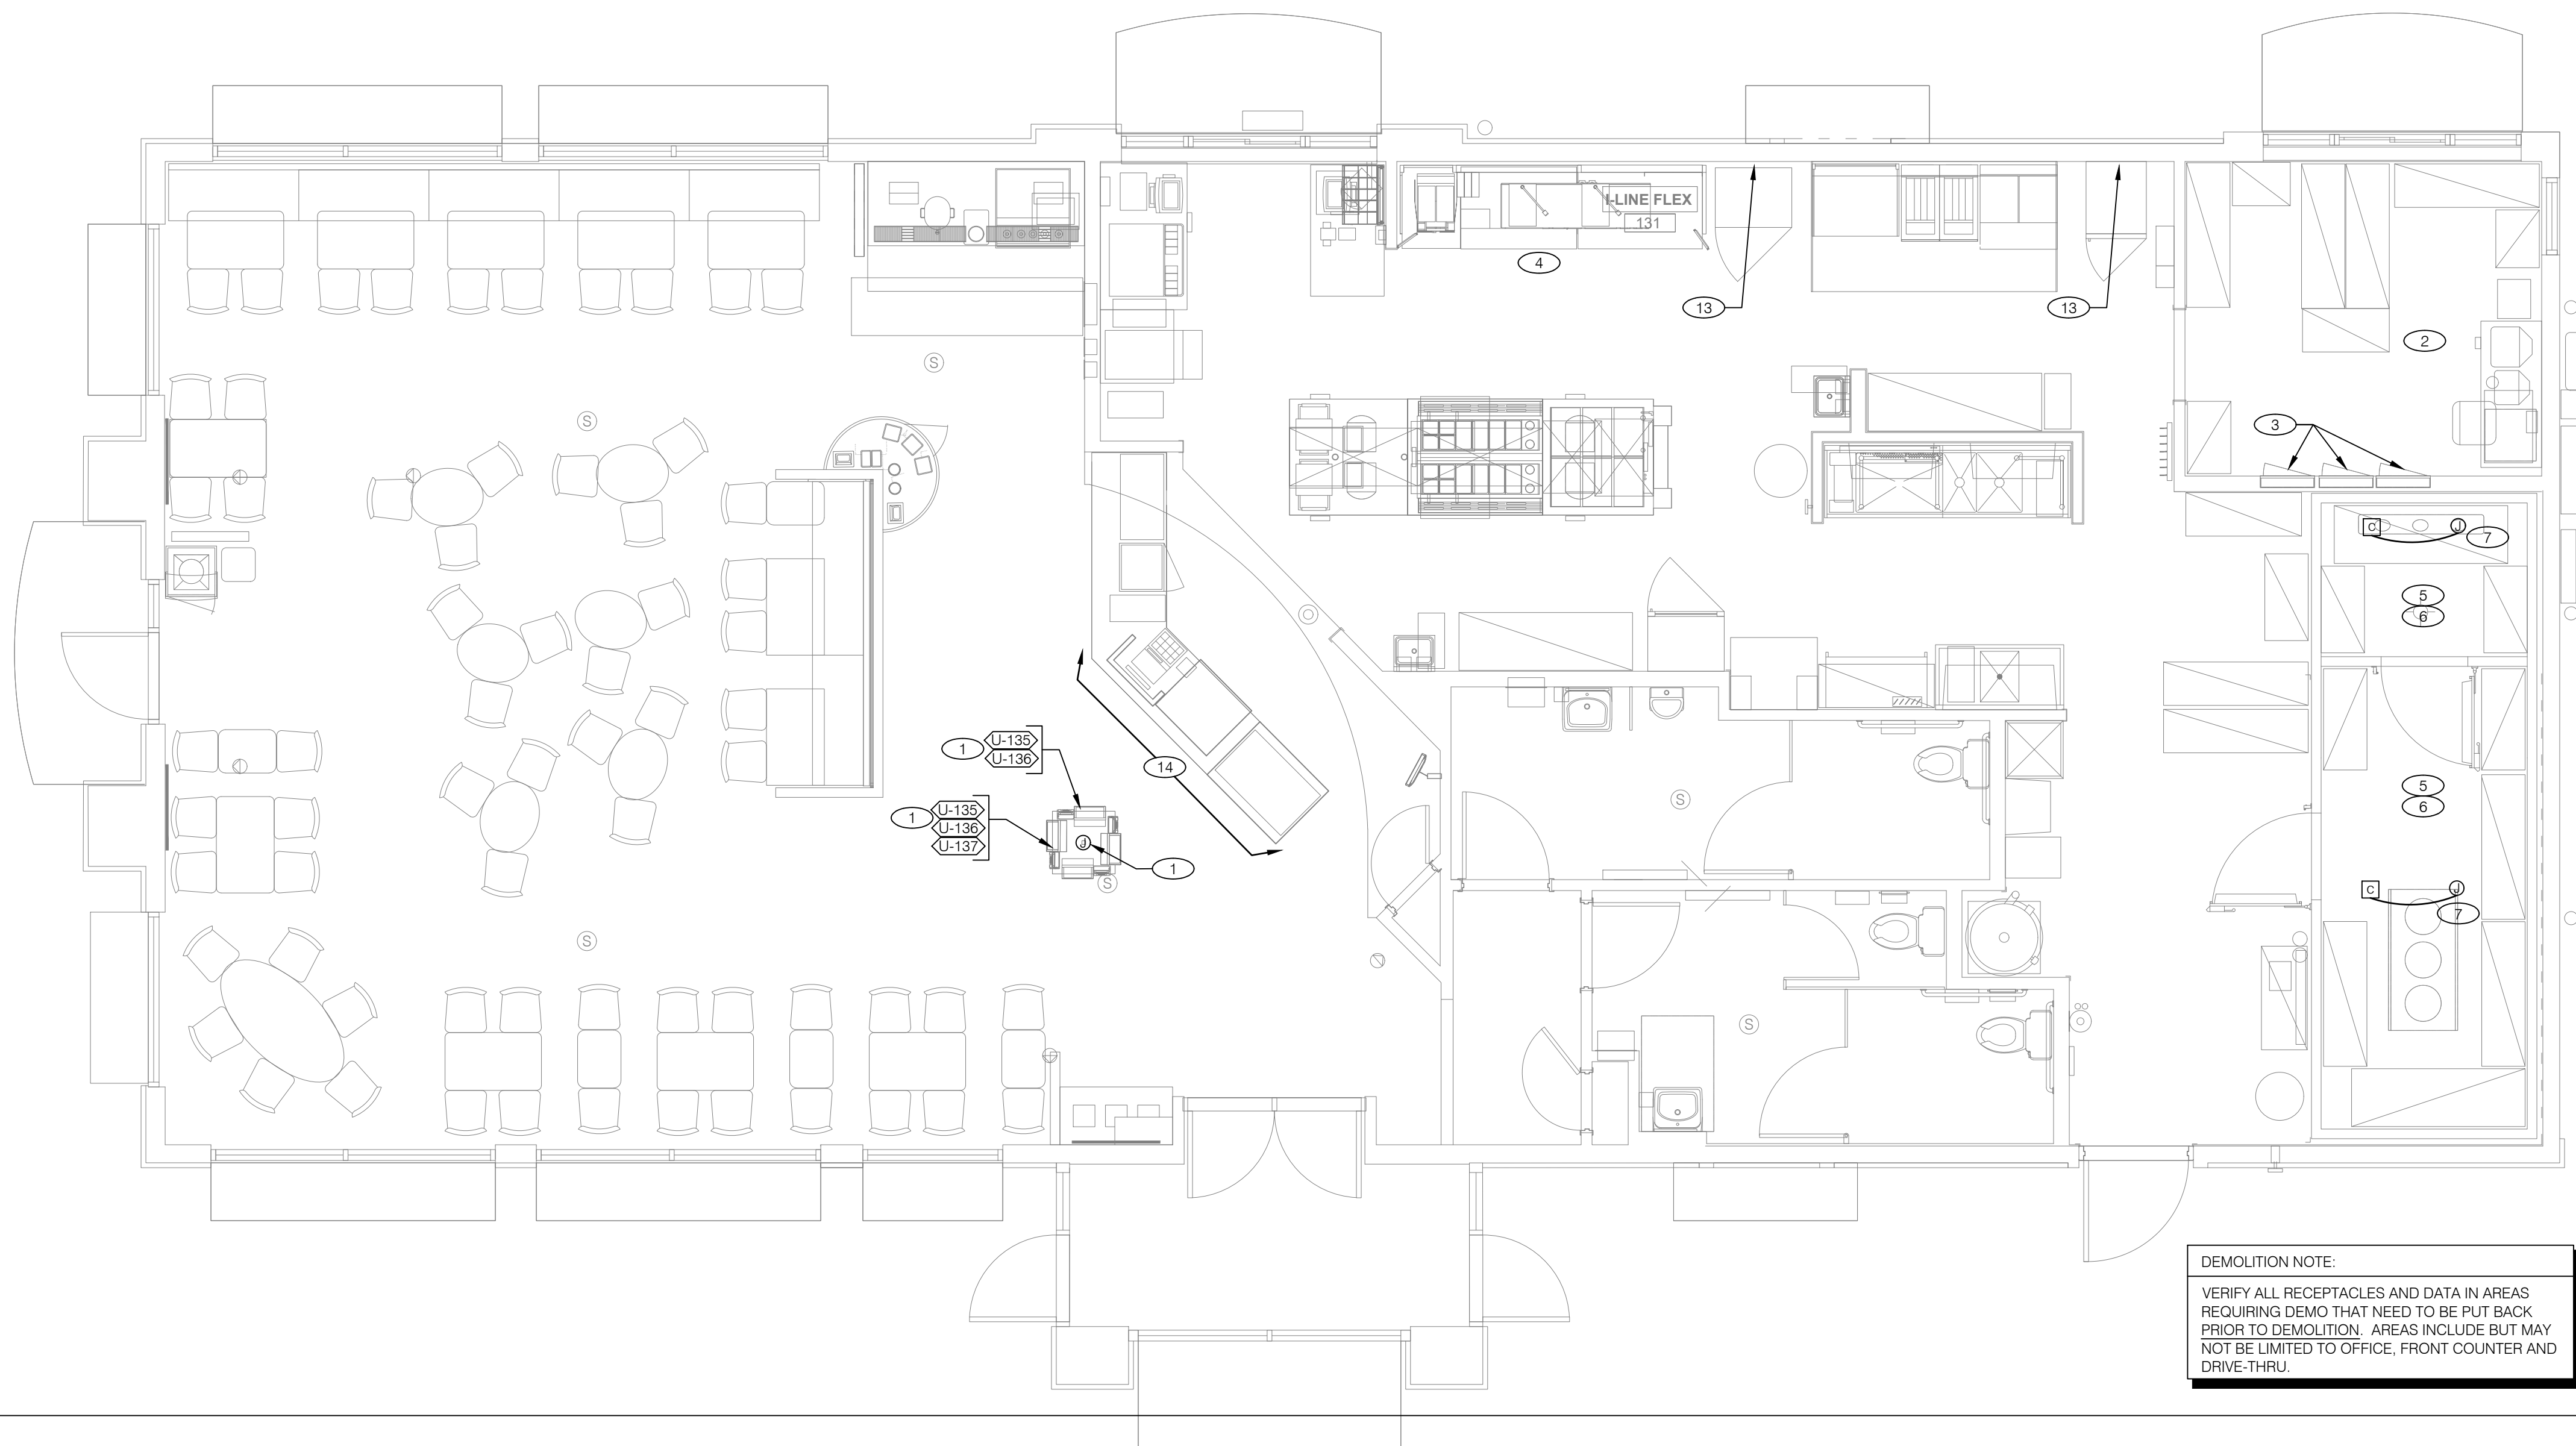 I-LINE FLEX
131
4
13
13
2
3
S
S
C
J
7
5
6
1
U-135
U-136
14
1
U-135
U-136
U-137
J
1
S
S
5
6
C
J
7
S
S
DEMOLITION NOTE:
VERIFY ALL RECEPTACLES AND DATA IN AREAS
REQUIRING DEMO THAT NEED TO BE PUT BACK
PRIOR TO DEMOLITION. AREAS INCLUDE BUT MAY
NOT BE LIMITED TO OFFICE, FRONT COUNTER AND
DRIVE-THRU.